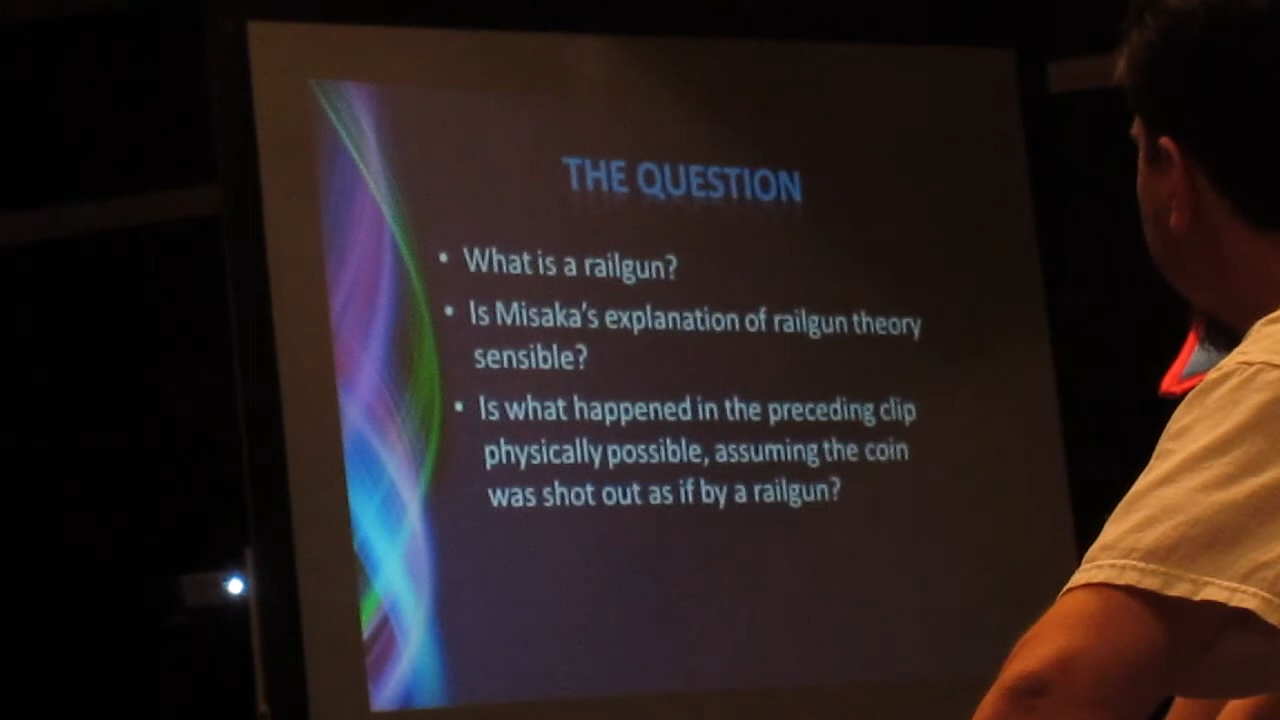 THE QUESTION
• What is a railgun?
• Is Misaka's explanation of railgun theory
sensible?
• Is what happened in the preceding clip
physically possible, assuming the coin
was shot out as if by a railgun?